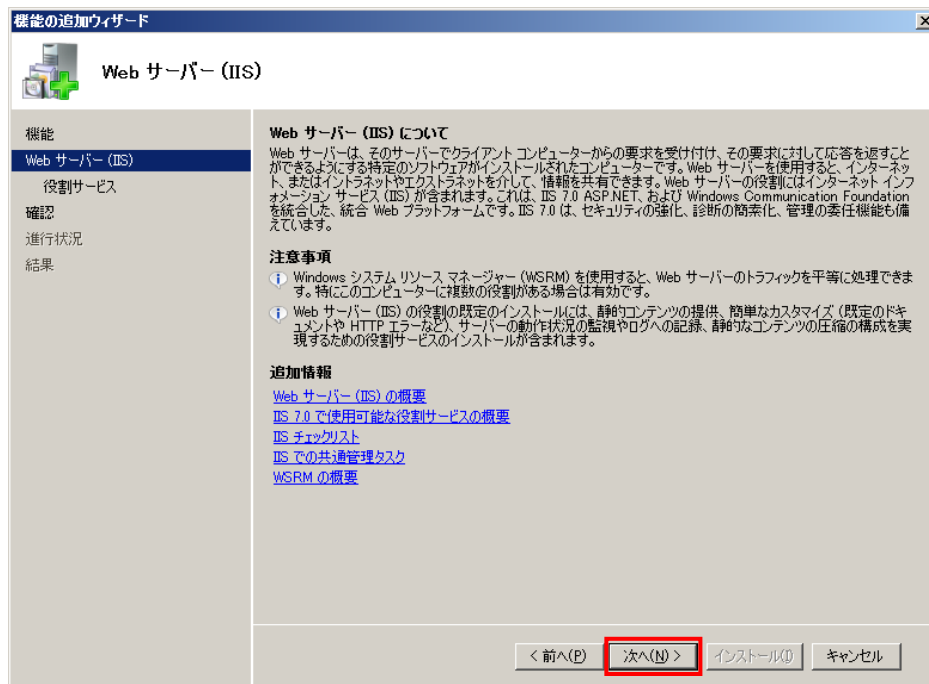 機能の追加ウィザード
Web サーバー (IIS)
機能
Web サーバー (IIS)
役割サービス
確認
進行状況
結果
Web サーバー (IIS) について
Web サーバーは、そのサーバーでクライアント コンピューターからの要求を受け付け、その要求に対して応答を返すこと
ができるようにする特定のソフトウェアがインストールされたコンピューターです。Web サーバーを使用すると、インターネッ
ト、またはイントラネットやエクストラネットを介して、情報を共有できます。Web サーバーの役割にはインターネット インフ
ォメーション サービス (IIS) が含まれます。これは、IIS 7.0 ASP.NET、および Windows Communication Foundation
を統合した、統合 Web プラットフォームです。IIS 7.0 は、セキュリティの強化、診断の簡素化、管理の委任機能も備
えています。
注意事項
Windows システム リソース マネージャー (WSRM) を使用すると、Web サーバーのトラフィックを平等に処理できま
す。特にこのコンピューターに複数の役割がある場合は有効です。
Web サーバー (IIS) の役割の既定のインストールには、静的コンテンツの提供、簡単なカスタマイズ (既定のドキ
ュメントや HTTP エラーなど)、サーバーの動作状況の監視やログへの記録、静的なコンテンツの圧縮の構成を実
現するための役割サービスのインストールが含まれます。
追加情報
Web サーバー (IIS) の概要
IIS 7.0 で使用可能な役割サービスの概要
IIS チェックリスト
IIS での共通管理タスク
WSRM の概要
< 前へ(P) 次へ(N) > インストール(I) キャンセル